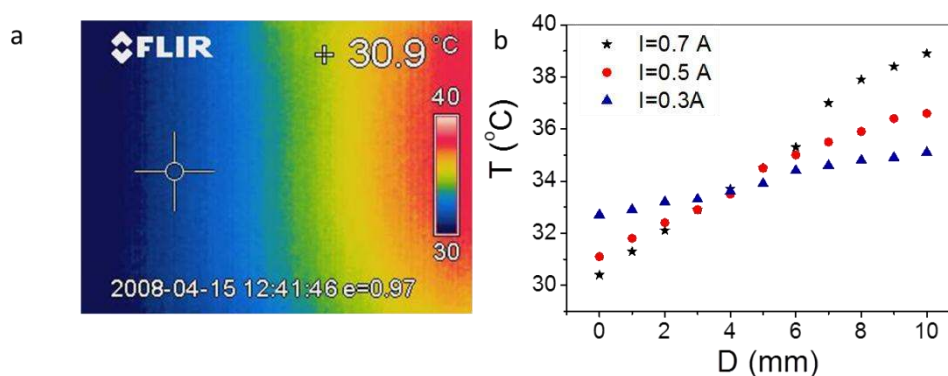 a
FLIR
+ 30.9 °C
40
30
2008-04-15 12:41:46 e=0.97
b
I=0.7 A
I=0.5 A
I=0.3A
T (°C)
40
38
36
34
32
30
0 2 4 6 8 10
D (mm)